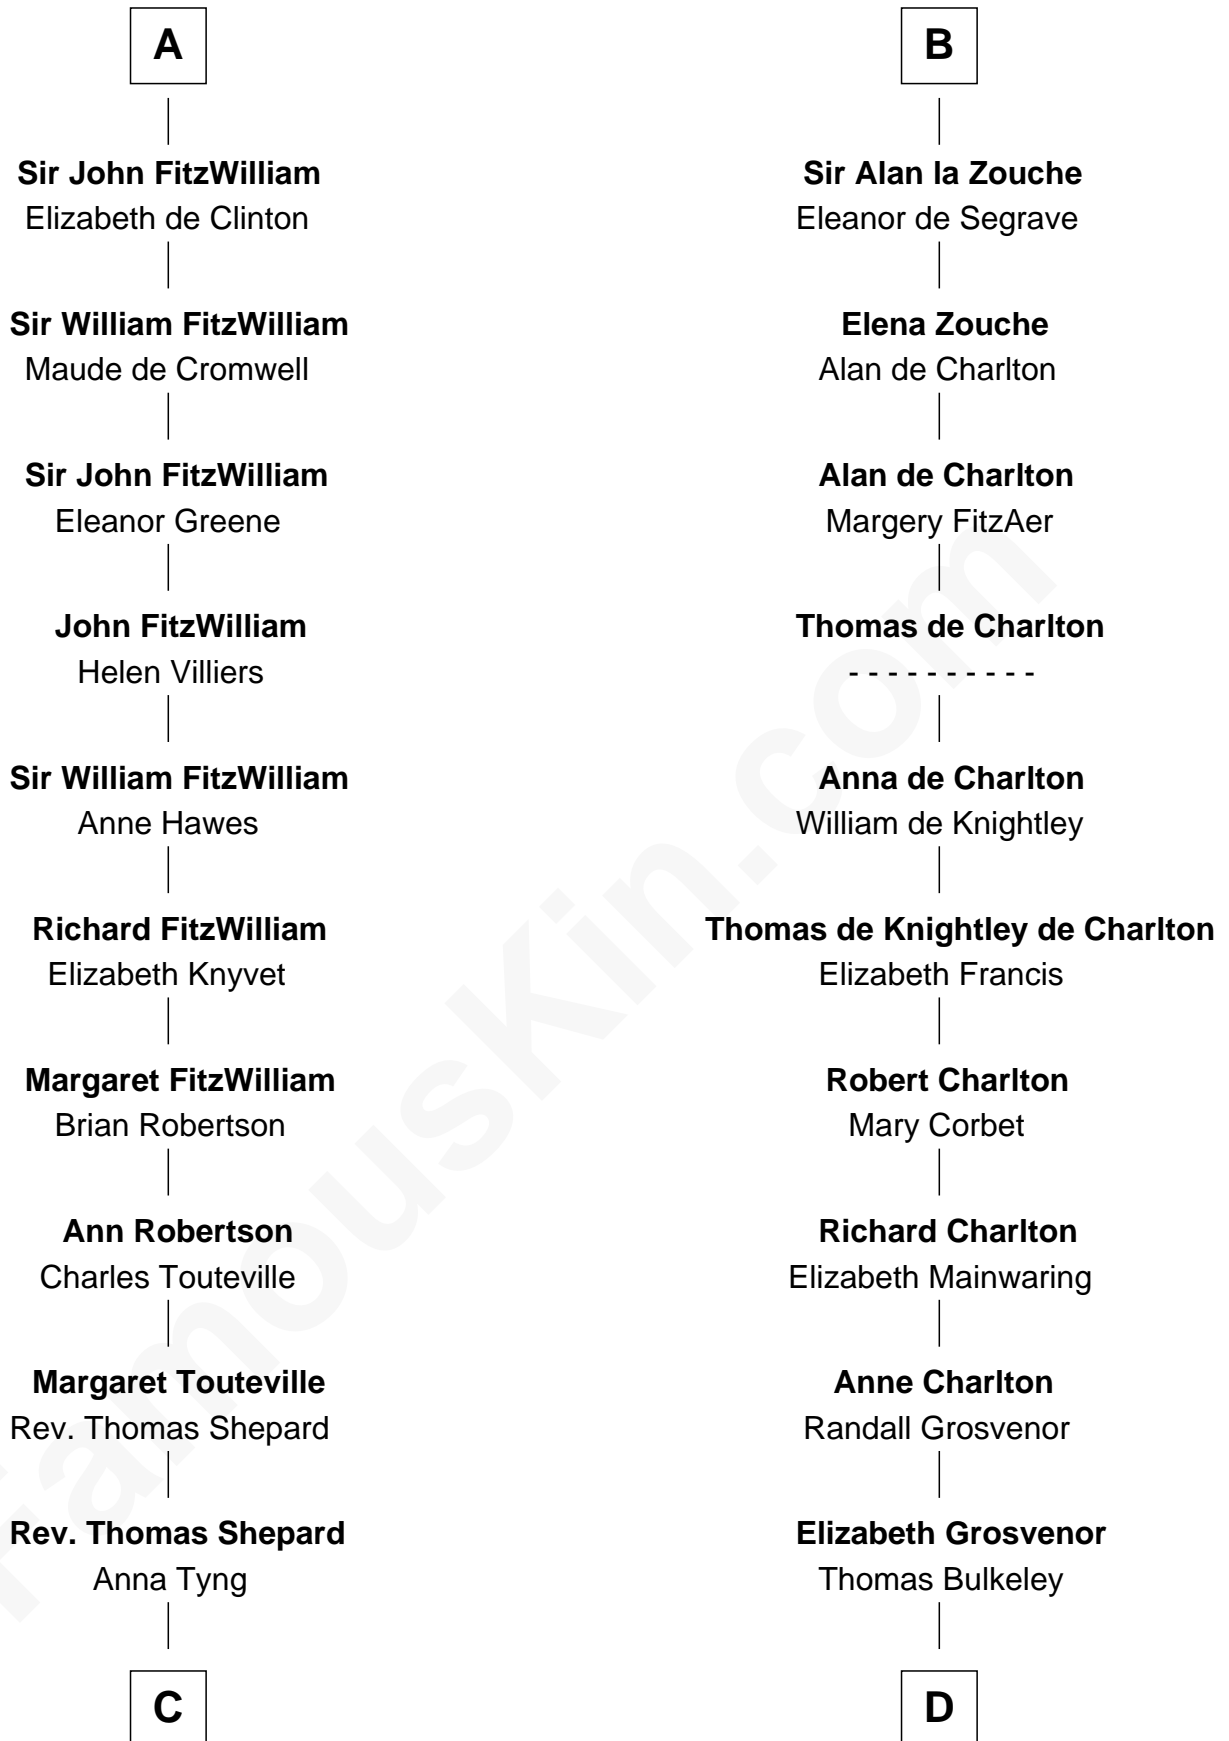 A
Sir John FitzWilliam
Elizabeth de Clinton
Sir William FitzWilliam
Maude de Cromwell
Sir John FitzWilliam
Eleanor Greene
John FitzWilliam
Helen Villiers
Sir William FitzWilliam
Anne Hawes
Richard FitzWilliam
Elizabeth Knyvet
Margaret FitzWilliam
Brian Robertson
Ann Robertson
Charles Touteville
Margaret Touteville
Rev. Thomas Shepard
Rev. Thomas Shepard
Anna Tyng
C
B
Sir Alan la Zouche
Eleanor de Segrave
Elena Zouche
Alan de Charlton
Alan de Charlton
Margery FitzAer
Thomas de Charlton
- - - - - - - - - -
Anna de Charlton
William de Knightley
Thomas de Knightley de Charlton
Elizabeth Francis
Robert Charlton
Mary Corbet
Richard Charlton
Elizabeth Mainwaring
Anne Charlton
Randall Grosvenor
Elizabeth Grosvenor
Thomas Bulkeley
D
FamousKin.com